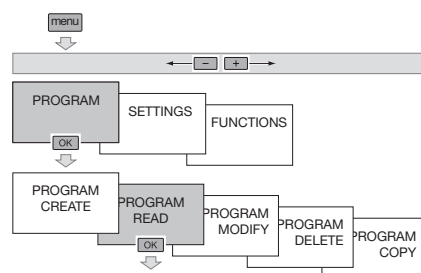 menu
− +
PROGRAM
SETTINGS
FUNCTIONS
OK
PROGRAM
CREATE
PROGRAM
READ
PROGRAM
MODIFY
PROGRAM
DELETE
PROGRAM
COPY
OK